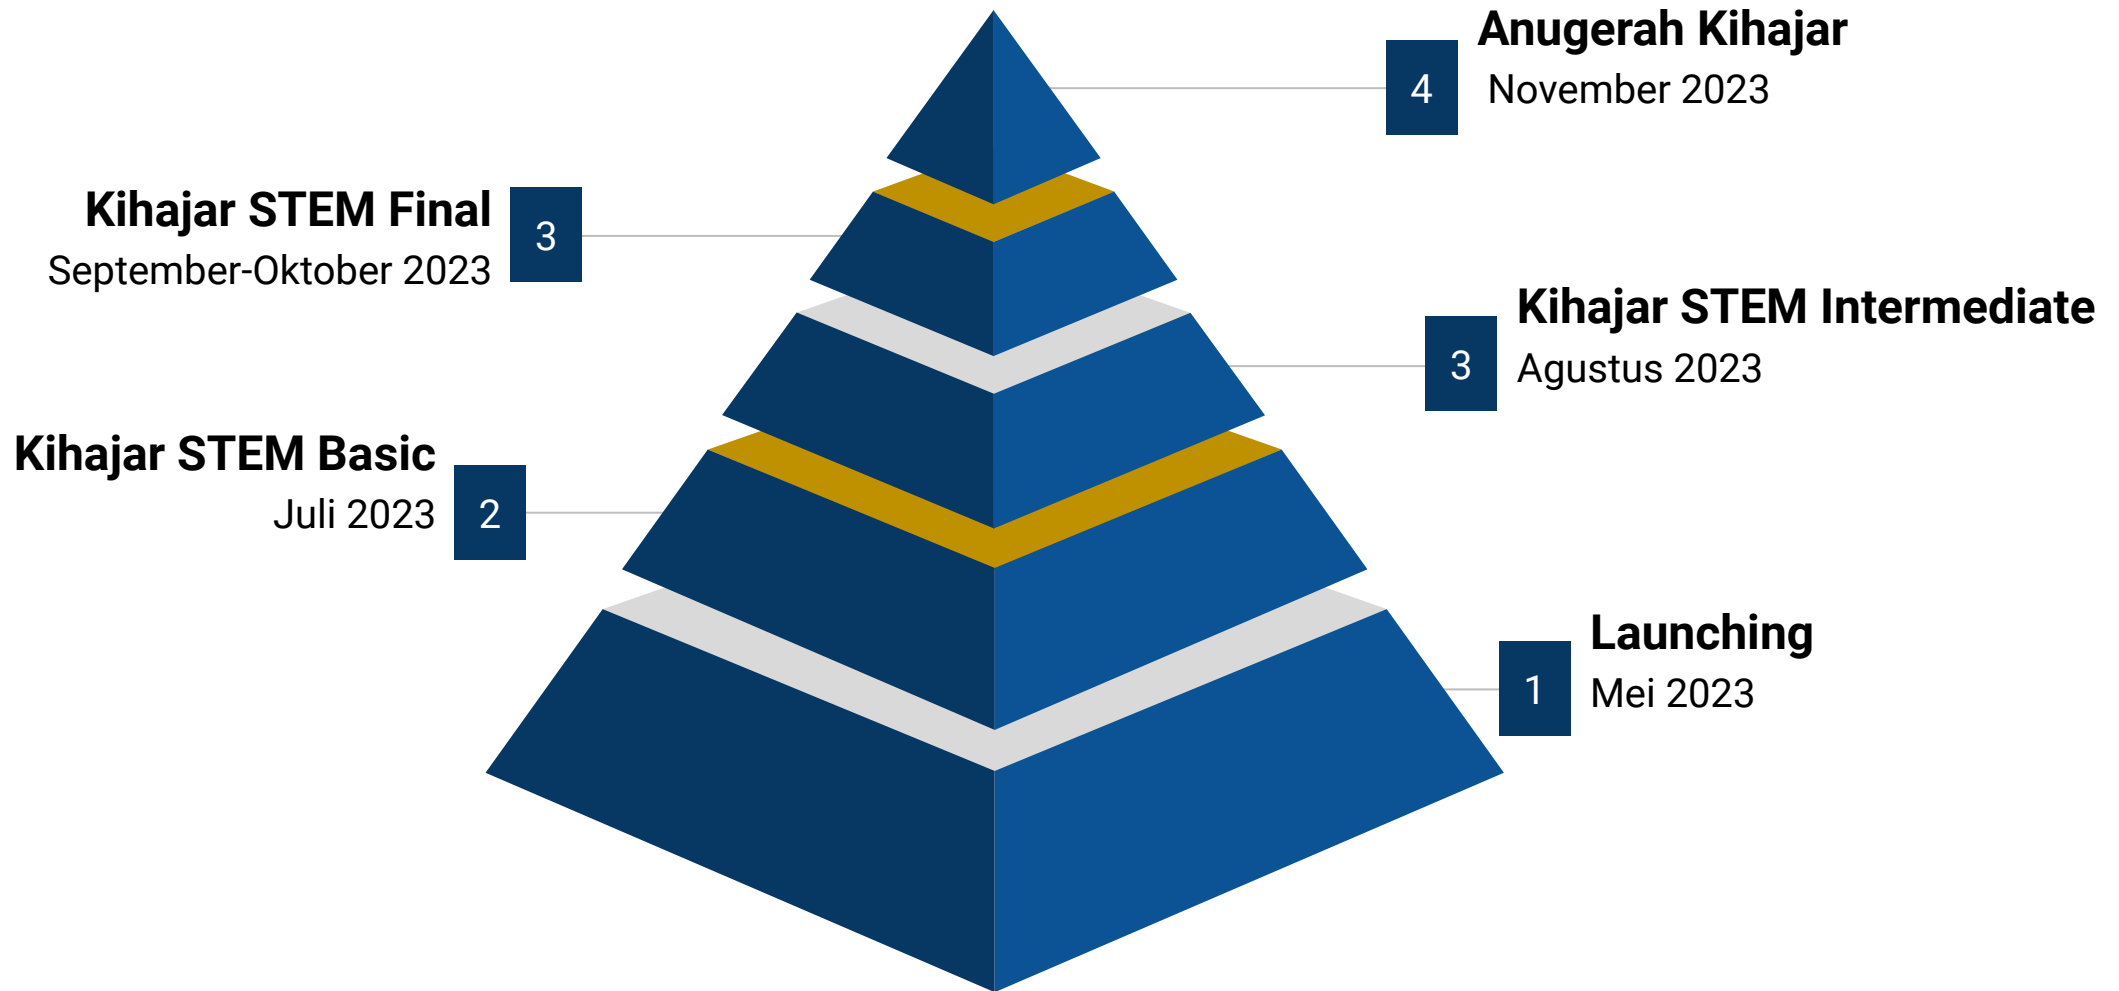 Anugerah Kihajar
4
November 2023
Kihajar STEM Final
3
September-Oktober 2023
Kihajar STEM Intermediate
3
Agustus 2023
Kihajar STEM Basic
2
Juli 2023
Launching
1
Mei 2023